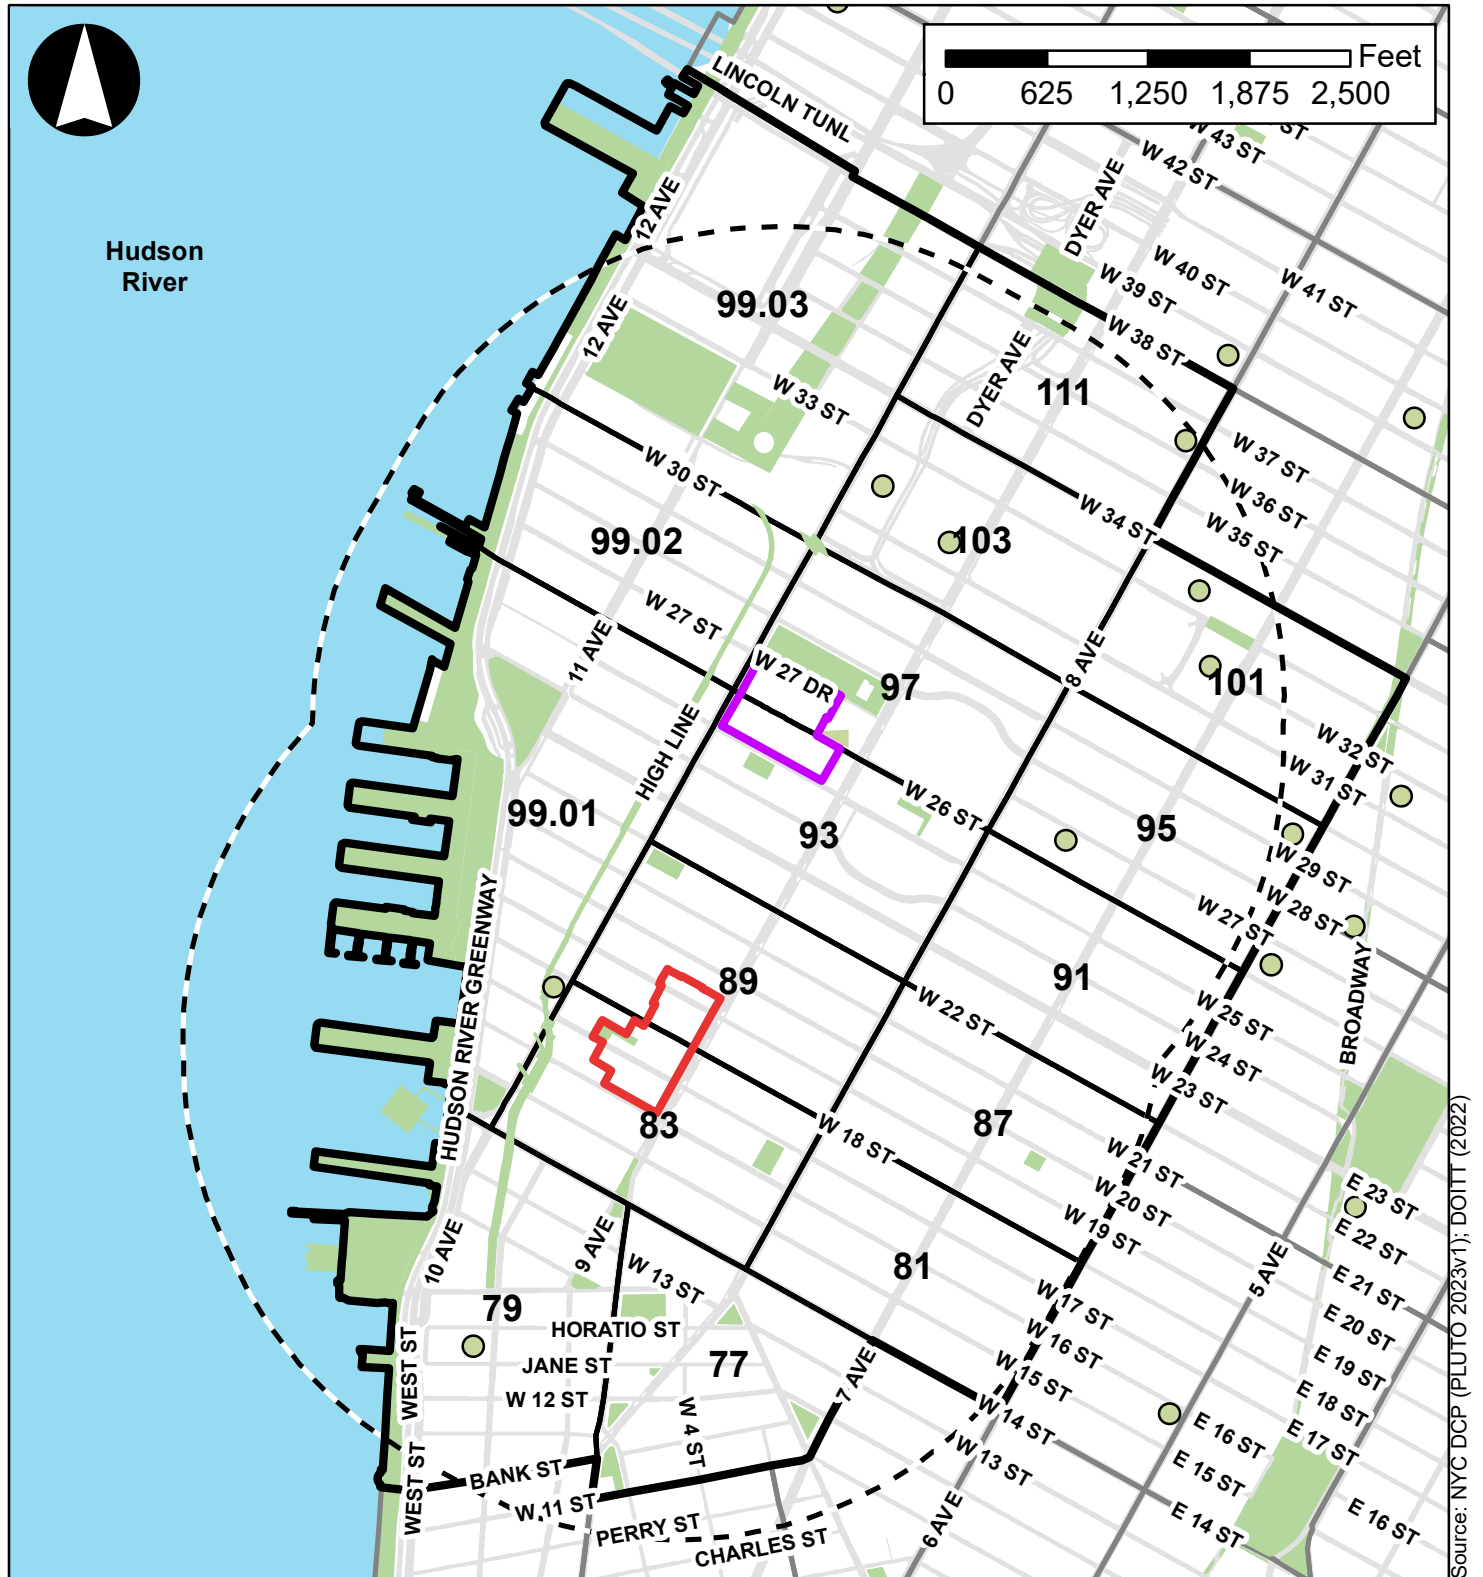 Feet
0 625 1,250 1,875 2,500
LINCOLN TUNL
ST
W 43 ST
W 42 ST
DYER AVE
12 AVE
Hudson
River
W 40 ST
W 39 ST
W 41 ST
99.03
12 AVE
W 38 ST
DYER AVE
111
W 33 ST
W 37 ST
W 30 ST
W 36 ST
W 34 ST
W 35 ST
99.02
103
W 27 ST
11 AVE
8 AVE
W 27 DR
97
101
HIGH LINE
W 32 ST
W 31 ST
W 26 ST
99.01
93
95
W 29 ST
W 28 ST
W 27 ST
HUDSON RIVER GREENWAY
89
91
BROADWAY
W 22 ST
W 25 ST
W 24 ST
W 23 ST
83
87
W 18 ST
W 21 ST
W 20 ST
W 19 ST
E 23 ST
E 22 ST
E 21 ST
E 20 ST
E 19 ST
E 18 ST
E 17 ST
10 AVE
9 AVE
W 13 ST
81
5 AVE
79
HORATIO ST
W 17 ST
W 16 ST
W 15 ST
JANE ST
77
7 AVE
W 12 ST
W 4 ST
WEST ST
W 14 ST
W 13 ST
E 16 ST
E 15 ST
E 14 ST
E 16 ST
WEST ST
BANK ST
W 11 ST
PERRY ST
CHARLES ST
6 AVE
Source: NYC DCP (PLUTO 2023v1); DOITT (2022)